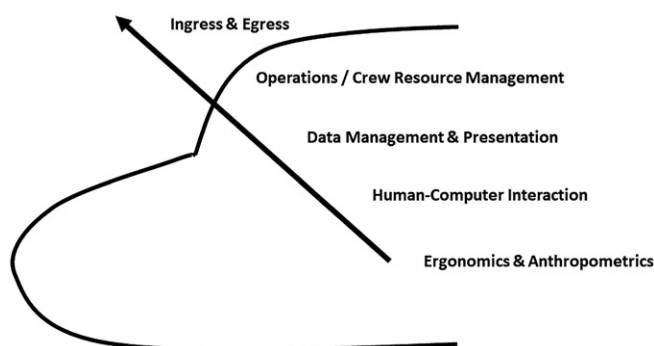 Ingress & Egress
Operations / Crew Resource Management
Data Management & Presentation
Human-Computer Interaction
Ergonomics & Anthropometrics